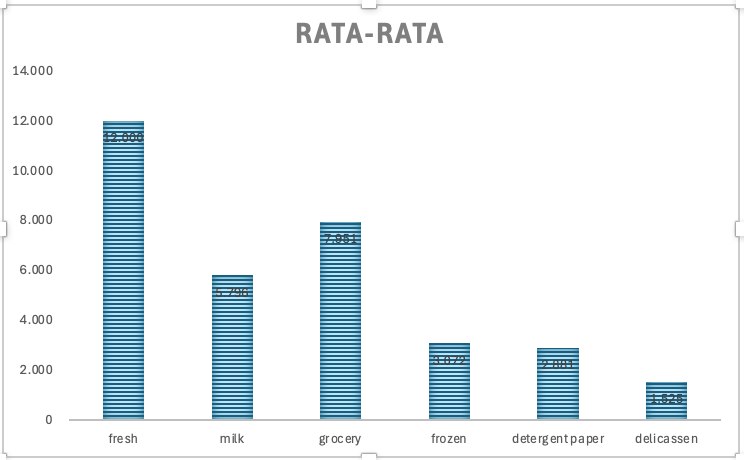 RATA-RATA
14.000
12.000
10.000
8.000
6.000
4.000
2.000
0
12.000
5.796
7.951
3.072
2.881
1.525
fresh
milk
grocery
frozen
detergent paper
delicassen